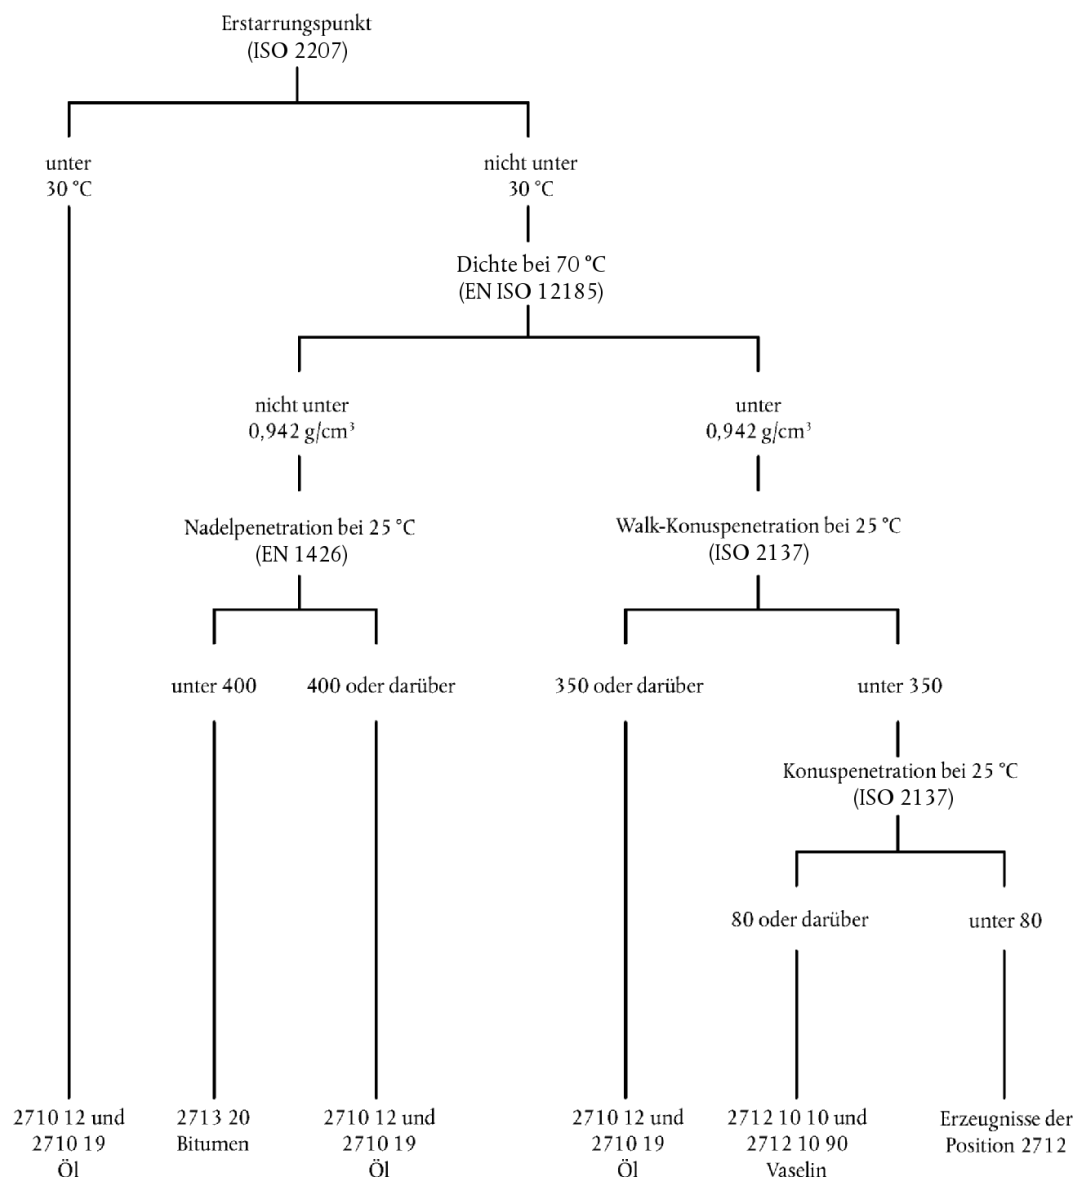 Erstarrungspunkt
(ISO 2207)
unter
30 °C
nicht unter
30 °C
Dichte bei 70 °C
(EN ISO 12185)
nicht unter
0,942 g/cm³
unter
0,942 g/cm³
Nadelpenetration bei 25 °C
(EN 1426)
Walk-Konuspenetration bei 25 °C
(ISO 2137)
unter 400
400 oder darüber
350 oder darüber
unter 350
Konuspenetration bei 25 °C
(ISO 2137)
80 oder darüber
unter 80
2710 12 und
2710 19
Öl
2713 20
Bitumen
2710 12 und
2710 19
Öl
2710 12 und
2710 19
Öl
2712 10 10 und
2712 10 90
Vaselin
Erzeugnisse der
Position 2712